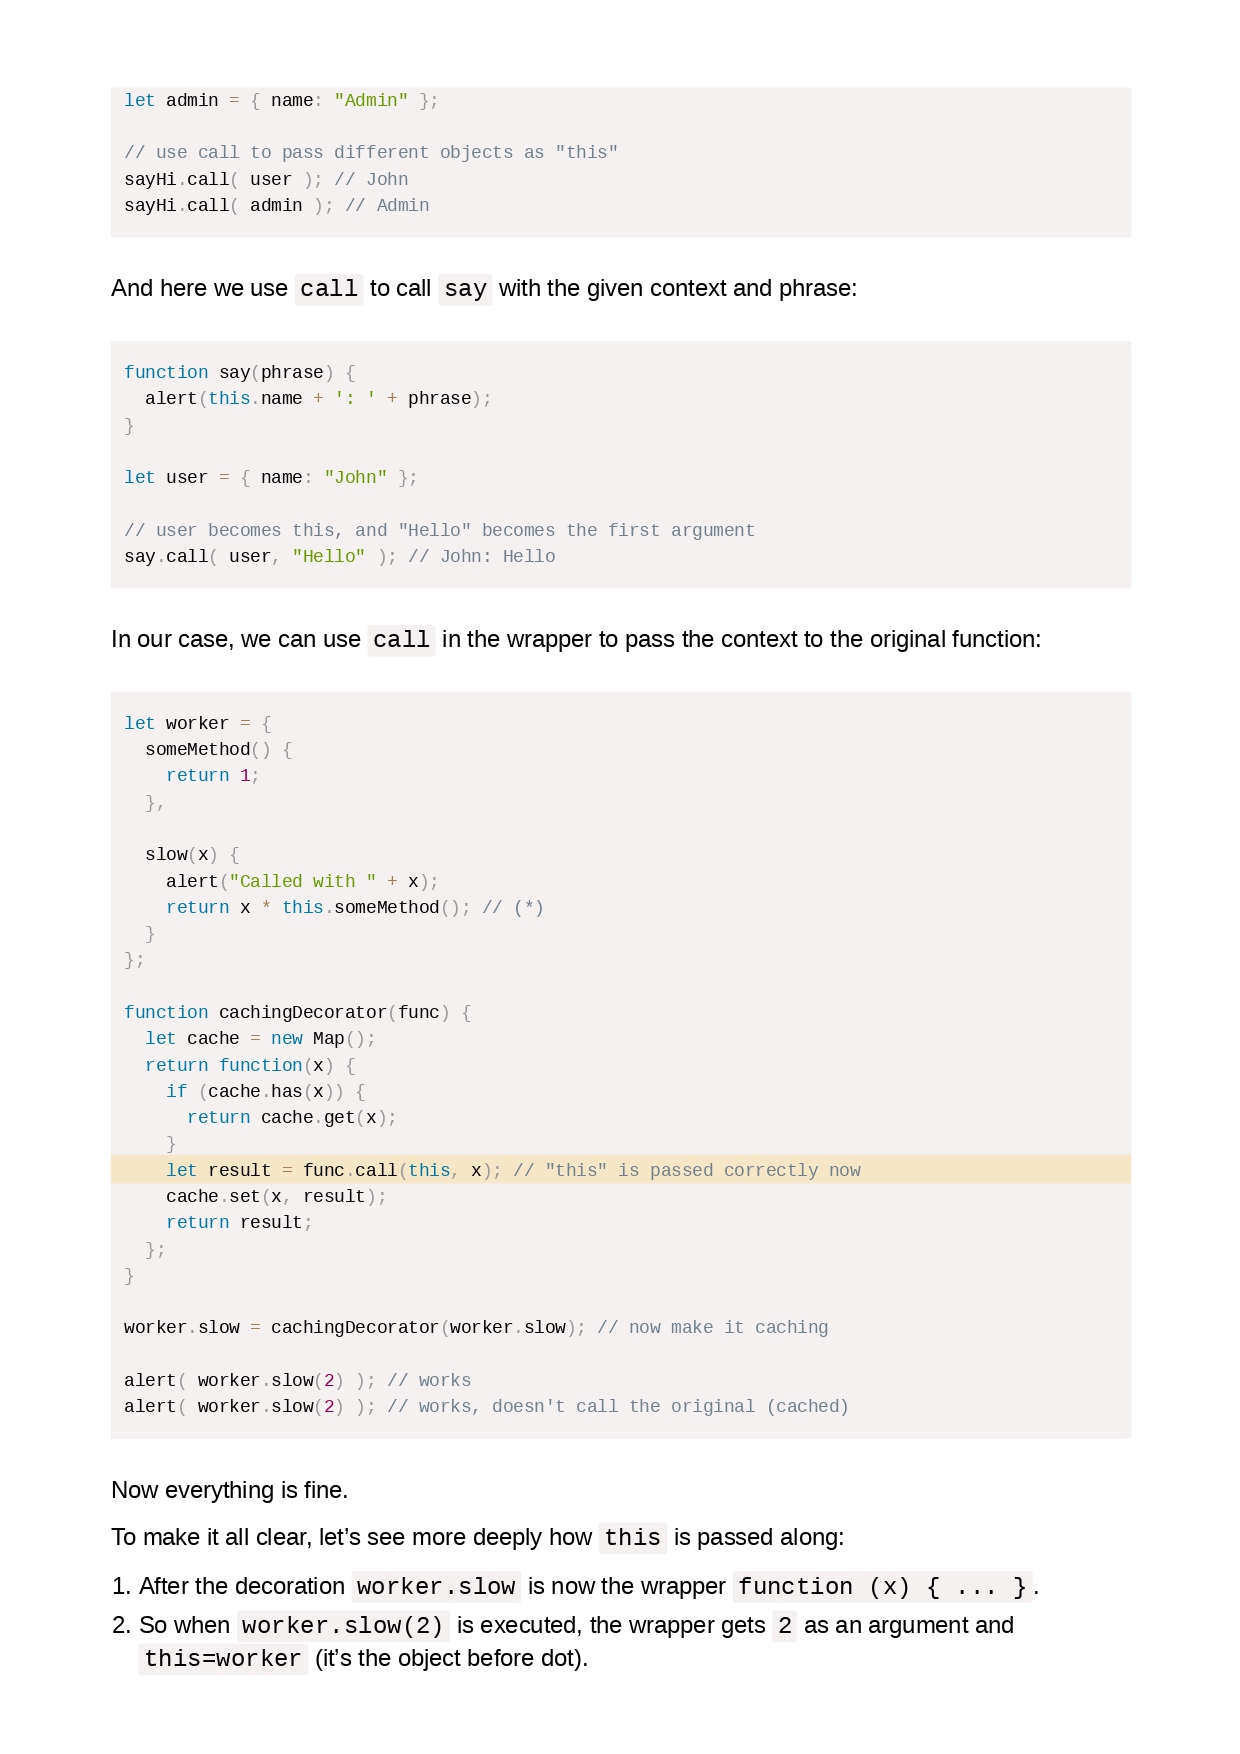 let admin = { name: "Admin" };

// use call to pass different objects as "this"
sayHi.call( user ); // John
sayHi.call( admin ); // Admin

And here we use call to call say with the given context and phrase:

function say(phrase) {
  alert(this.name + ': ' + phrase);
}

let user = { name: "John" };

// user becomes this, and "Hello" becomes the first argument
say.call( user, "Hello" ); // John: Hello

In our case, we can use call in the wrapper to pass the context to the original function:

let worker = {
  someMethod() {
    return 1;
  },

  slow(x) {
    alert("Called with " + x);
    return x * this.someMethod(); // (*)
  }
};

function cachingDecorator(func) {
  let cache = new Map();
  return function(x) {
    if (cache.has(x)) {
      return cache.get(x);
    }
    let result = func.call(this, x); // "this" is passed correctly now
    cache.set(x, result);
    return result;
  };
}

worker.slow = cachingDecorator(worker.slow); // now make it caching

alert( worker.slow(2) ); // works
alert( worker.slow(2) ); // works, doesn't call the original (cached)

Now everything is fine.
To make it all clear, let’s see more deeply how this is passed along:
1. After the decoration worker.slow is now the wrapper function (x) { ... }.
2. So when worker.slow(2) is executed, the wrapper gets 2 as an argument and
this=worker (it’s the object before dot).